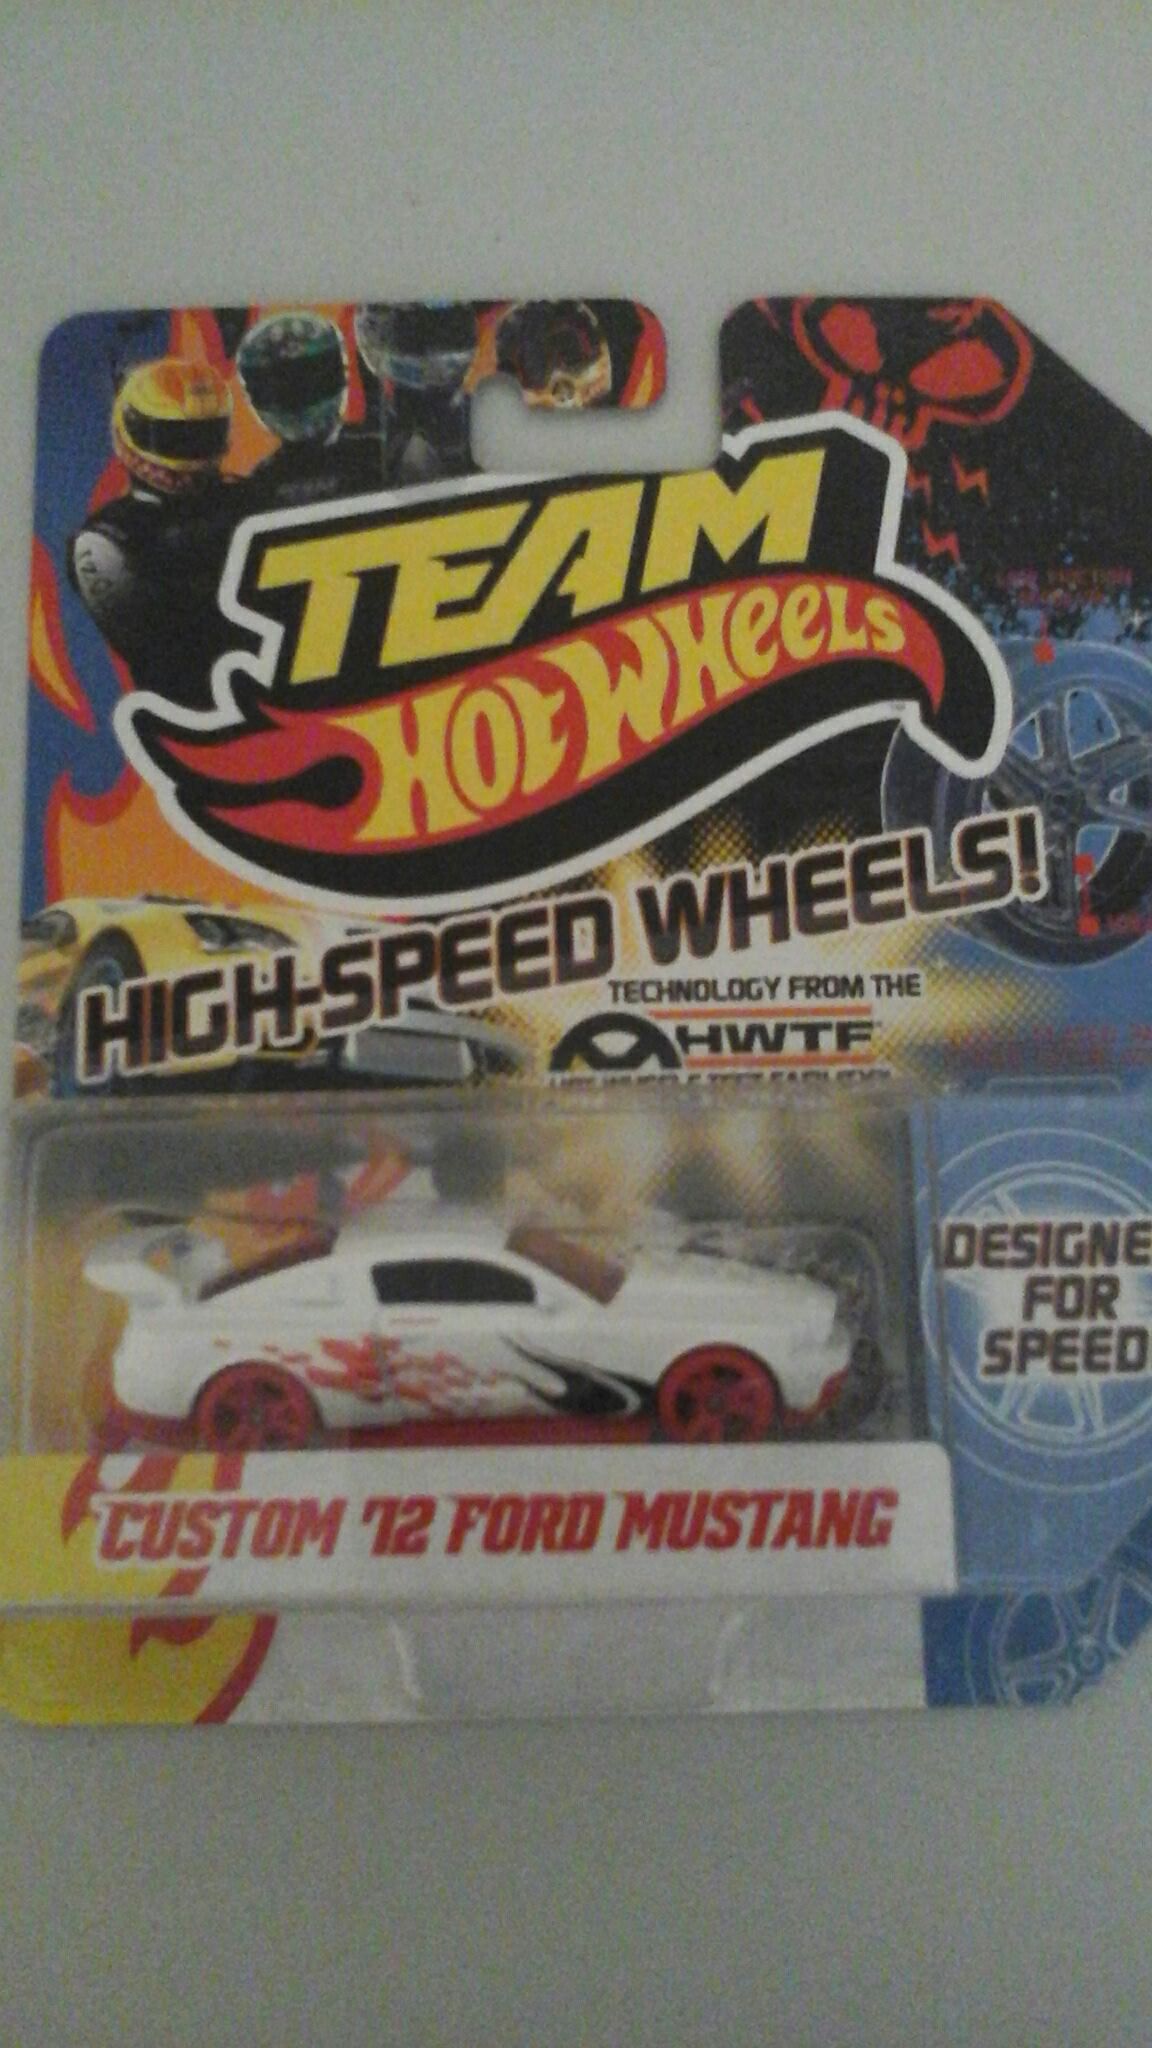 TEAM
HOT WHEELS
HIGH-SPEED WHEELS!
TECHNOLOGY FROM THE
HWTF
DESIGNE
FOR
SPEED
CUSTOM '12 FORD MUSTANG